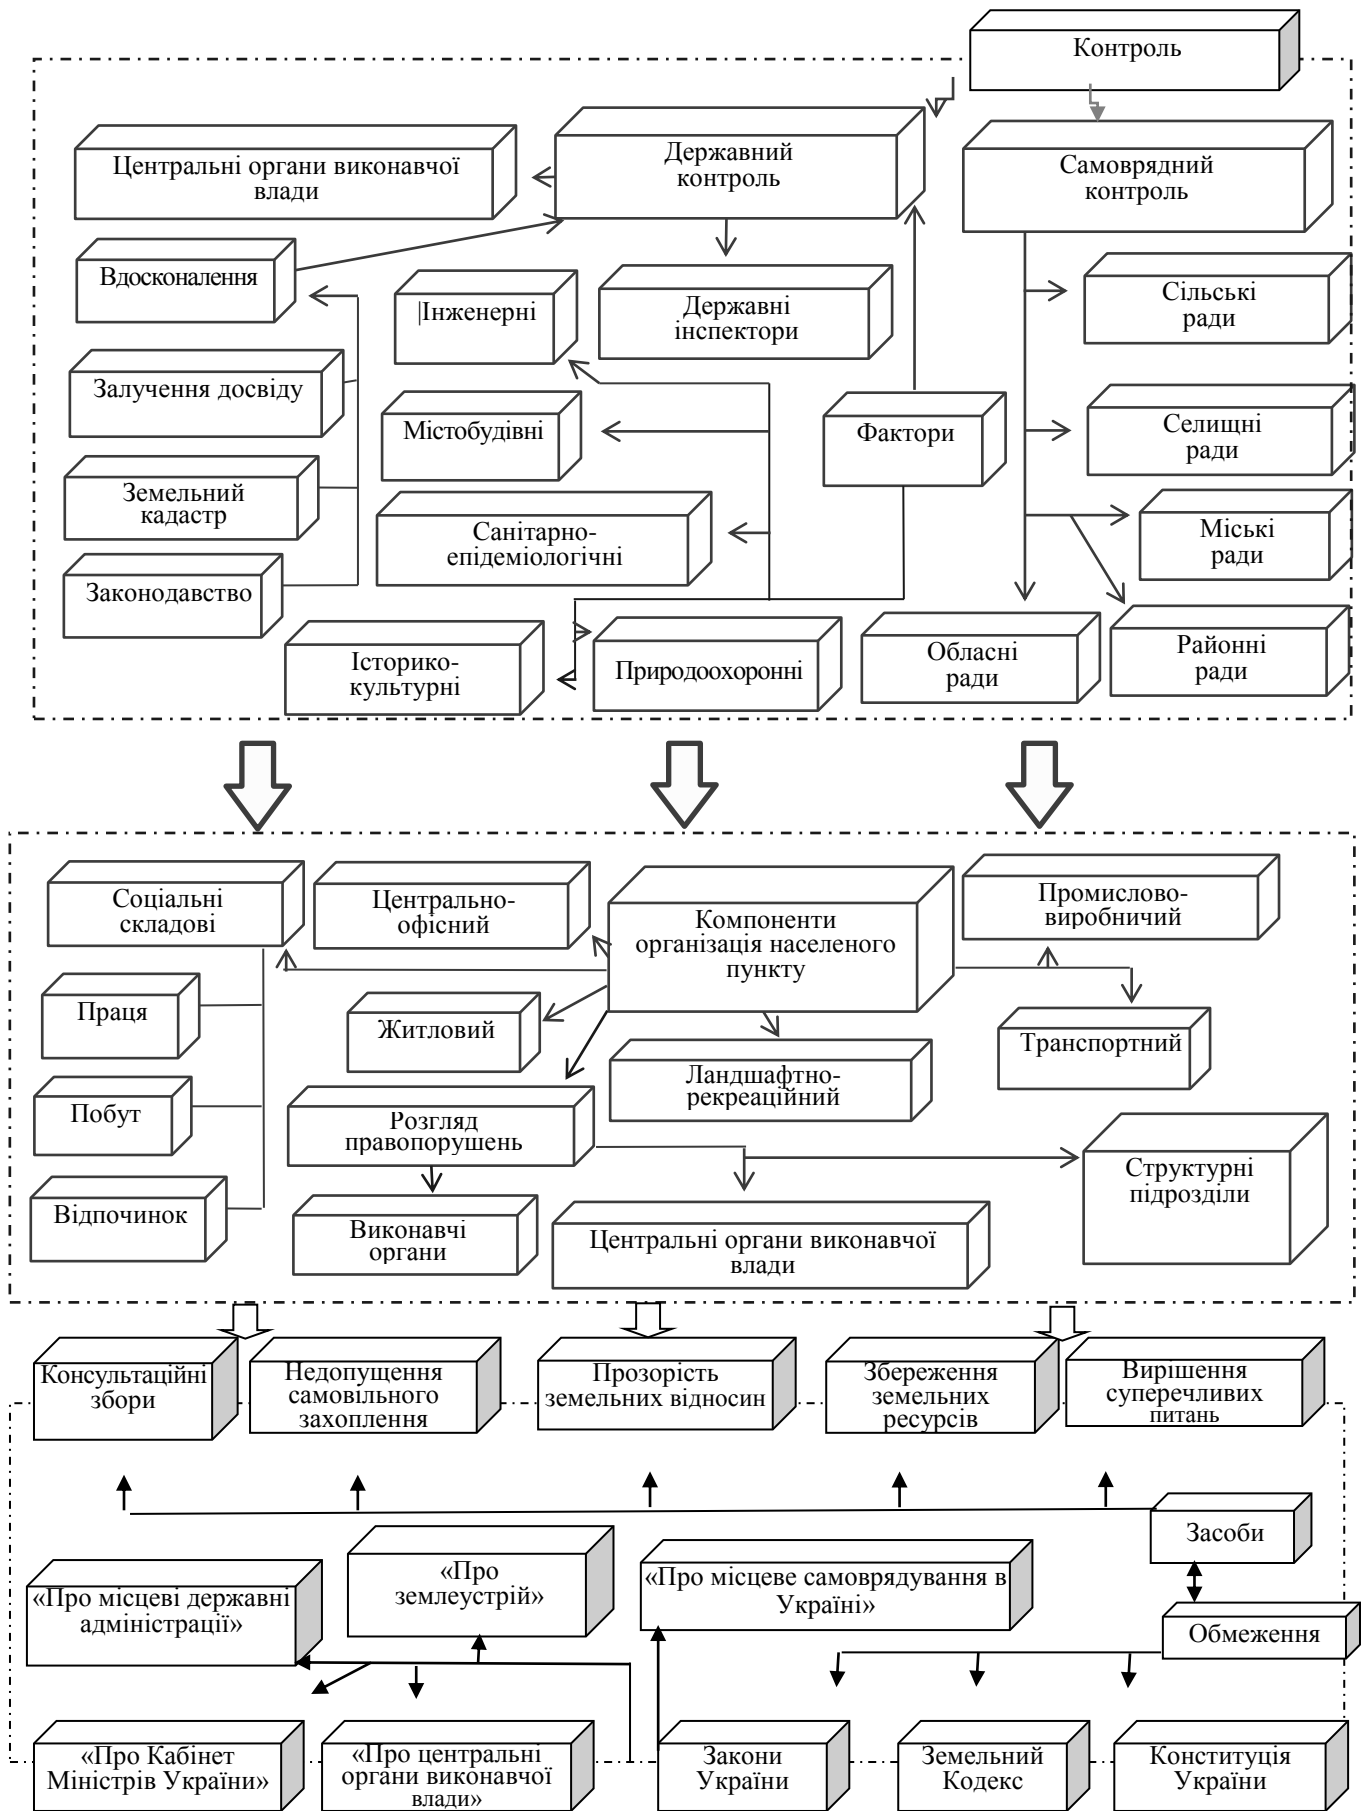 Контроль
Державний
контроль
Центральні органи виконавчої
влади
Самоврядний
контроль
Вдосконалення
|Інженерні
Державні
інспектори
Сільські
ради
Залучення досвіду
Містобудівні
Фактори
Селищні
ради
Земельний
кадастр
Санітарно-
епідеміологічні
Міські
ради
Законодавство
Історико-
культурні
Природоохоронні
Обласні
ради
Районні
ради
Соціальні
складові
Центрально-
офісний
Компоненти
організація населеного
пункту
Промислово-
виробничий
Праця
Житловий
Транспортний
Ландшафтно-
рекреаційний
Побут
Розгляд
правопорушень
Структурні
підрозділи
Відпочинок
Виконавчі
органи
Центральні органи виконавчої
влади
Консультаційні
збори
Недопущення
самовільного
захоплення
Прозорість
земельних відносин
Збереження
земельних
ресурсів
Вирішення
суперечливих
питань
Засоби
«Про місцеві державні
адміністрації»
«Про
землеустрій»
«Про місцеве самоврядування в
Україні»
Обмеження
«Про Кабінет
Міністрів України»
«Про центральні
органи виконавчої
влади»
Закони
України
Земельний
Кодекс
Конституція
України